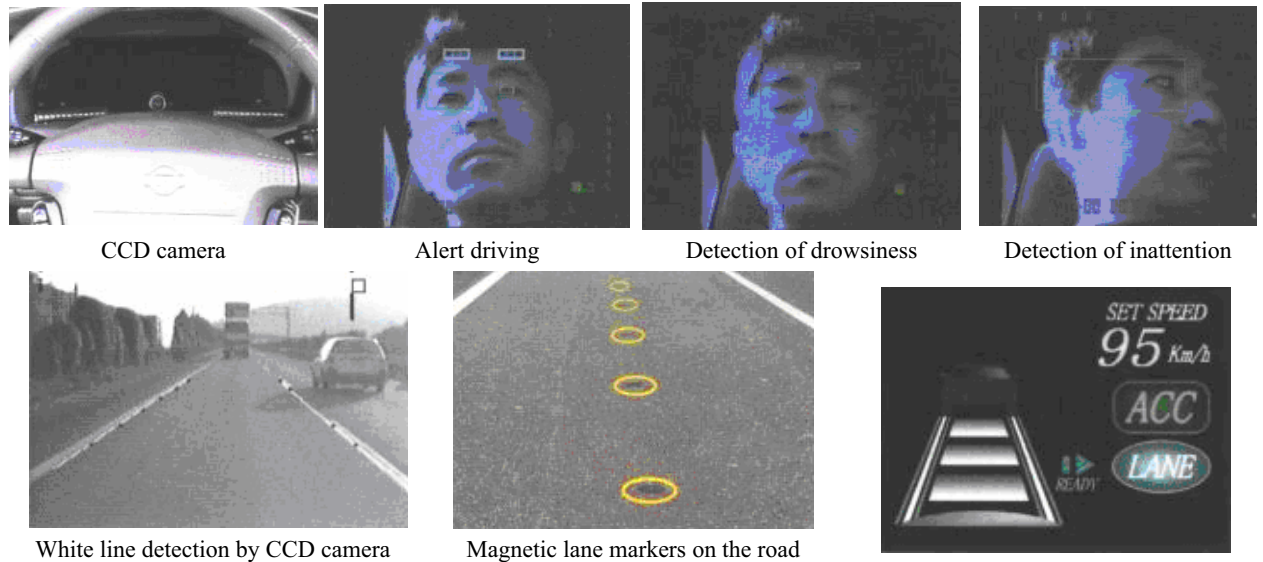 CCD camera
Alert driving
Detection of drowsiness
Detection of inattention
SET SPEED
95 Km/h
ACC
LANE
READY
White line detection by CCD camera
Magnetic lane markers on the road